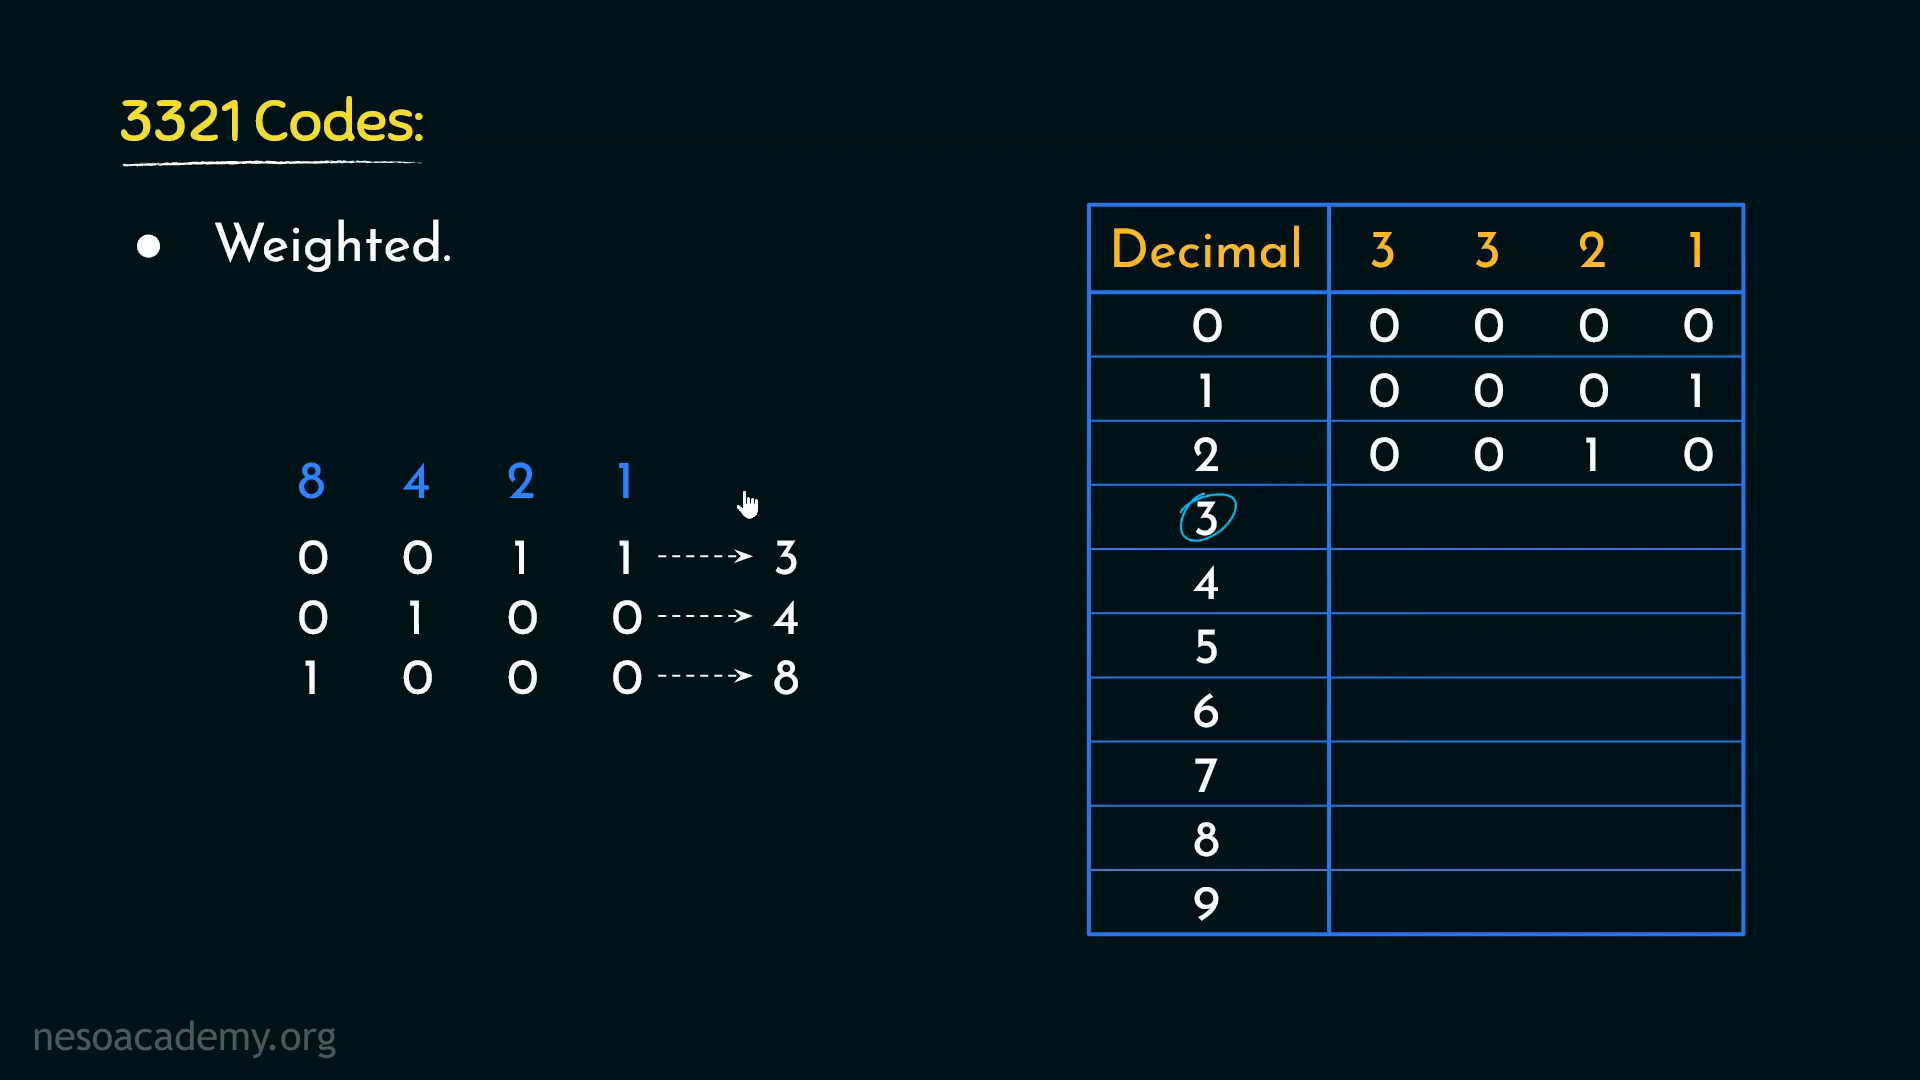 3321 Codes:
● Weighted.
8 4 2 1
0 0 1 1 3
0 1 0 0 4
1 0 0 0 8
Decimal 3 3 2 1
0 0 0 0 0
1 0 0 0 1
2 0 0 1 0
3
4
5
6
7
8
9
nesoacademy.org